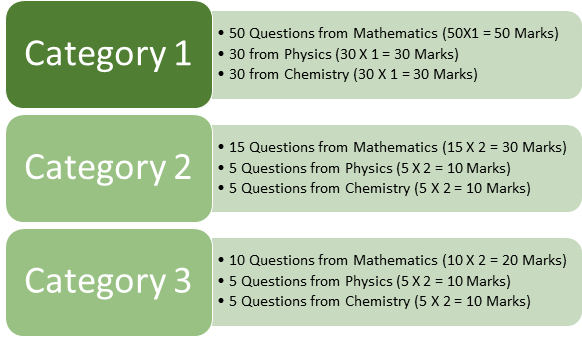 Category 1
• 50 Questions from Mathematics (50X1 = 50 Marks)
• 30 from Physics (30 X 1 = 30 Marks)
• 30 from Chemistry (30 X 1 = 30 Marks)
Category 2
• 15 Questions from Mathematics (15 X 2 = 30 Marks)
• 5 Questions from Physics (5 X 2 = 10 Marks)
• 5 Questions from Chemistry (5 X 2 = 10 Marks)
Category 3
• 10 Questions from Mathematics (10 X 2 = 20 Marks)
• 5 Questions from Physics (5 X 2 = 10 Marks)
• 5 Questions from Chemistry (5 X 2 = 10 Marks)